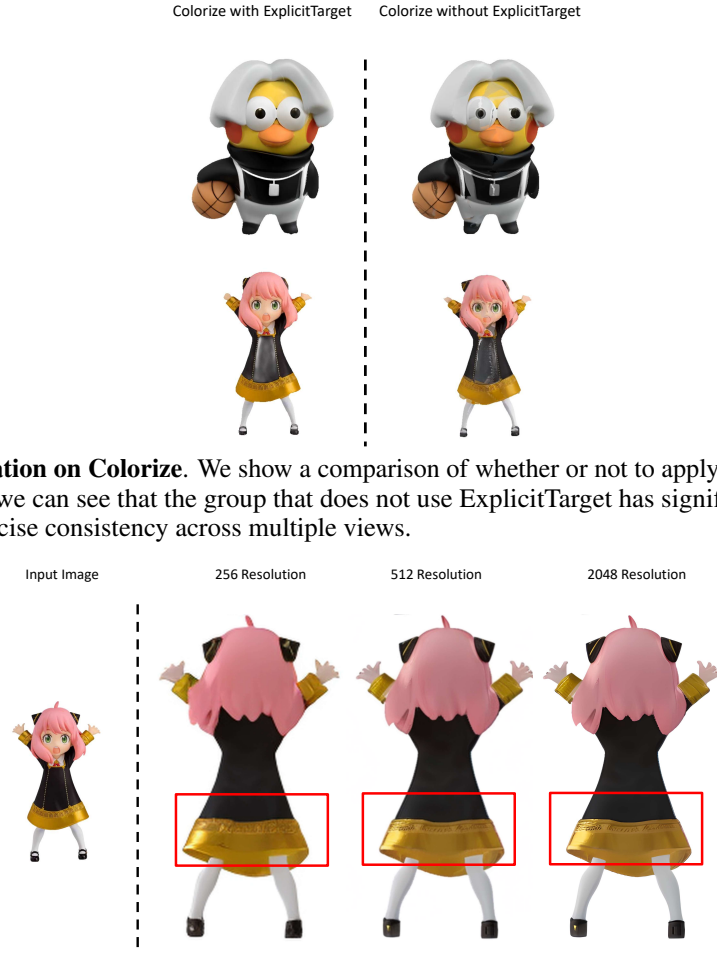 Colorize with ExplicitTarget Colorize without ExplicitTarget
ation on Colorize. We show a comparison of whether or not to apply
we can see that the group that does not use ExplicitTarget has signif
cise consistency across multiple views.
Input Image 256 Resolution 512 Resolution 2048 Resolution